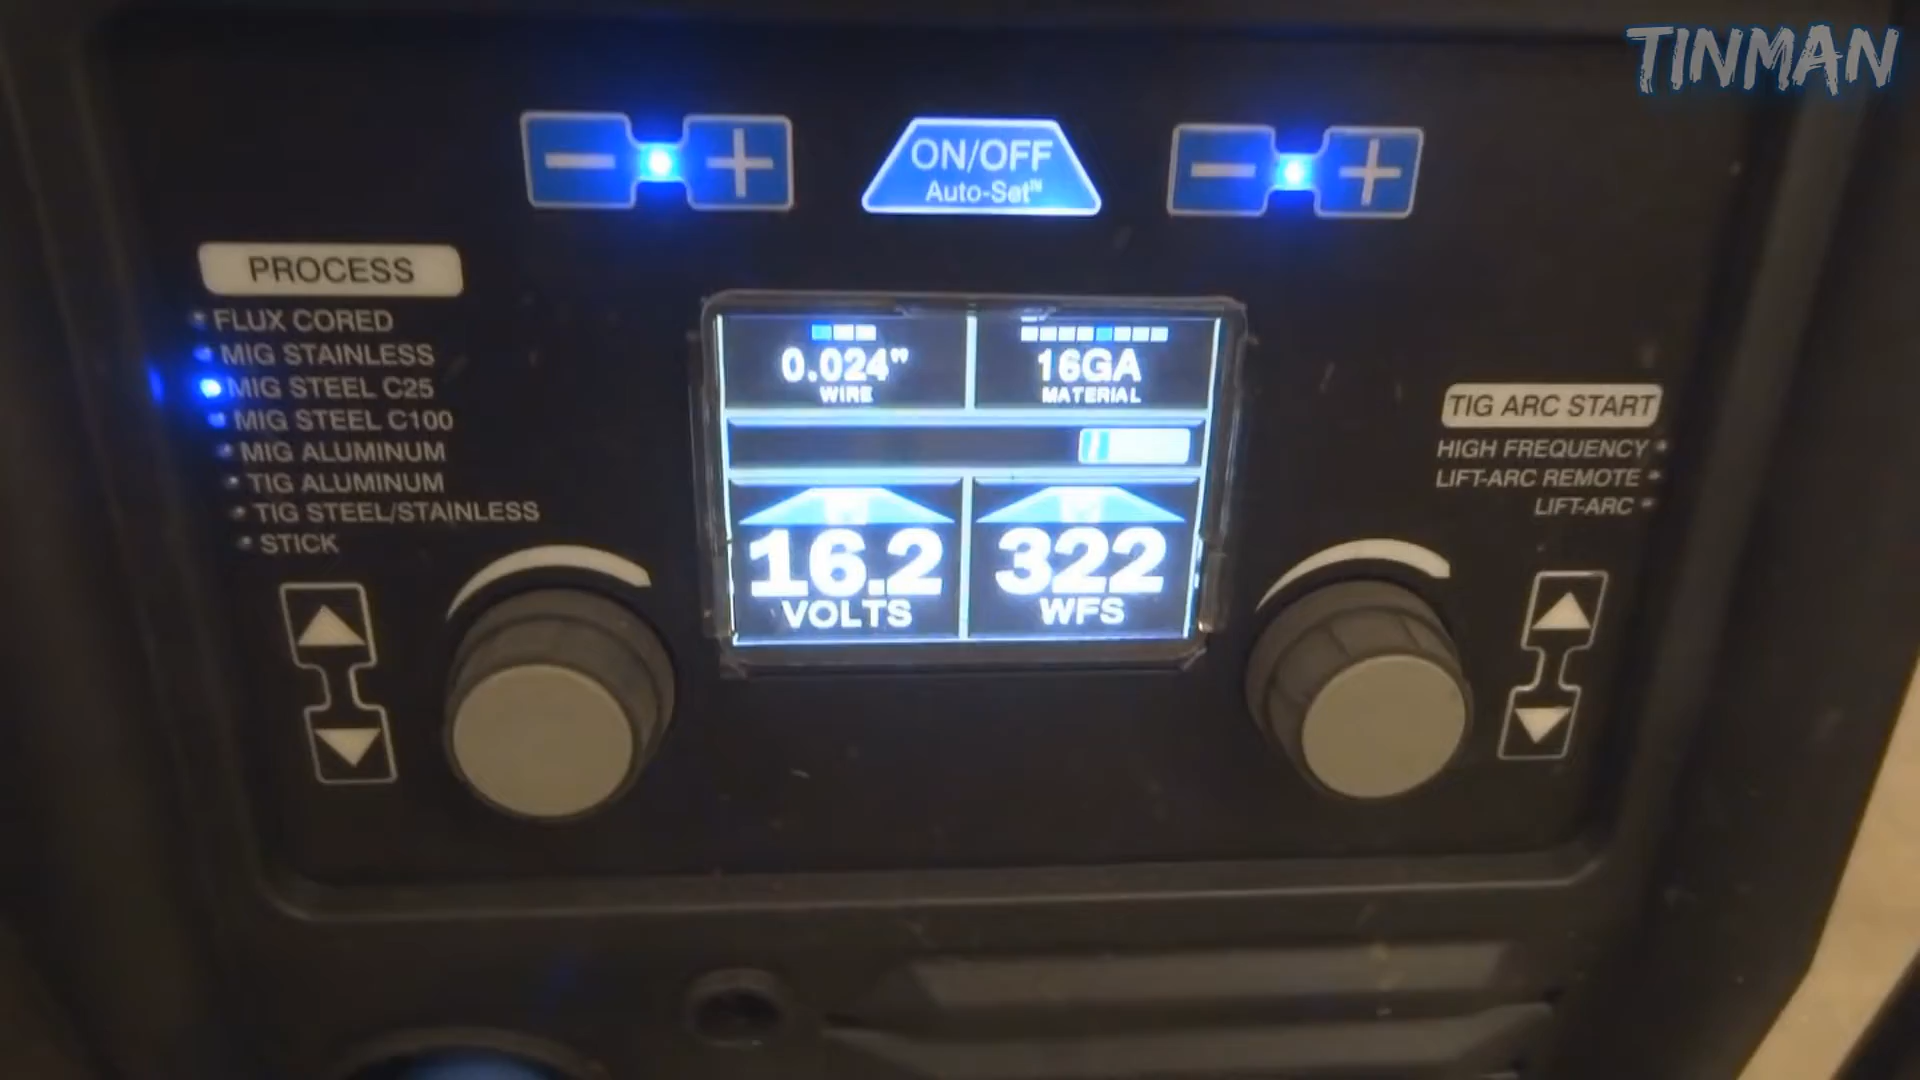 TINMAN
ON/OFF
Auto-Set™
PROCESS
FLUX CORED
MIG STAINLESS
MIG STEEL C25
MIG STEEL C100
MIG ALUMINUM
TIG ALUMINUM
TIG STEEL/STAINLESS
STICK
0.024"
WIRE
16GA
MATERIAL
16.2
VOLTS
322
WFS
TIG ARC START
HIGH FREQUENCY
LIFT-ARC REMOTE
LIFT-ARC